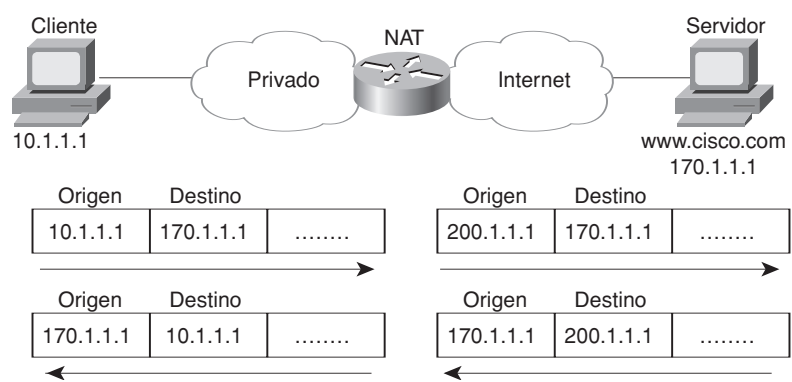 Cliente
NAT
Servidor
Privado
Internet
10.1.1.1
www.cisco.com
170.1.1.1
Origen Destino
10.1.1.1 170.1.1.1 ........
Origen Destino
200.1.1.1 170.1.1.1 ........
Origen Destino
170.1.1.1 10.1.1.1 ........
Origen Destino
170.1.1.1 200.1.1.1 ........